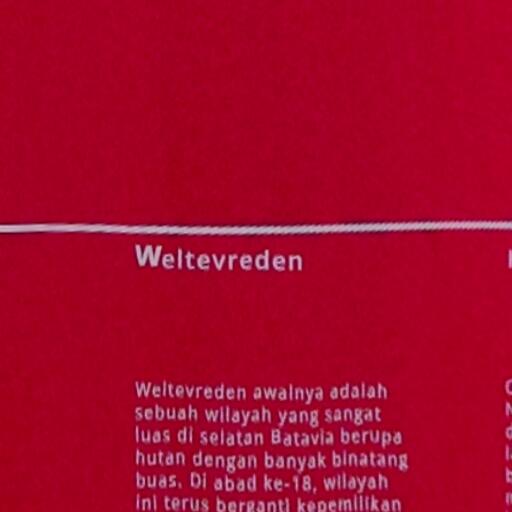 Weltevreden
Weltevreden awalnya adalah
sebuah wilayah yang sangat
luas di selatan Batavia berupa
hutan dengan banyak binatang
buas. Di abad ke-18, wilayah
ini terus berganti kepemilikan